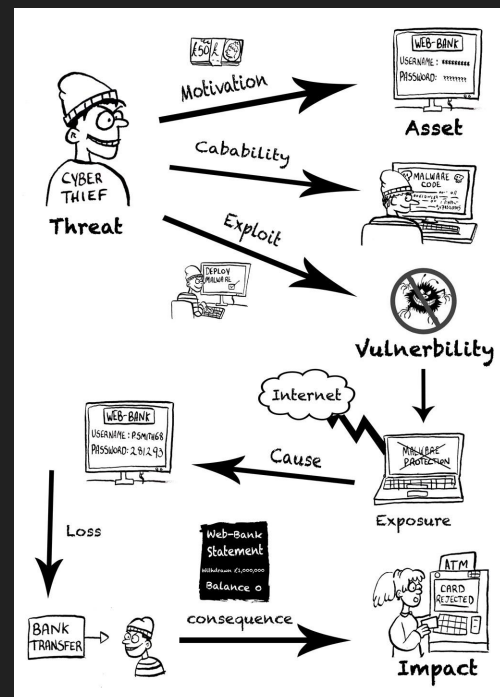 £50
Motivation
WEB-BANK
USERNAME: ********
PASSWORD: ???????
Asset
CYBER
THIEF
Threat
Cabability
MALWARE
CODE
Exploit
DEPLOY
MALWARE
Vulnerbility
Internet
MALWARE
PROTECTION
Exposure
WEB-BANK
USERNAME: PSMITH68
PASSWORD: 281293
Cause
Loss
Web-Bank
Statement
Withdrawn £1,000,000
Balance 0
consequence
BANK
TRANSFER
ATM
CARD
REJECTED
Impact